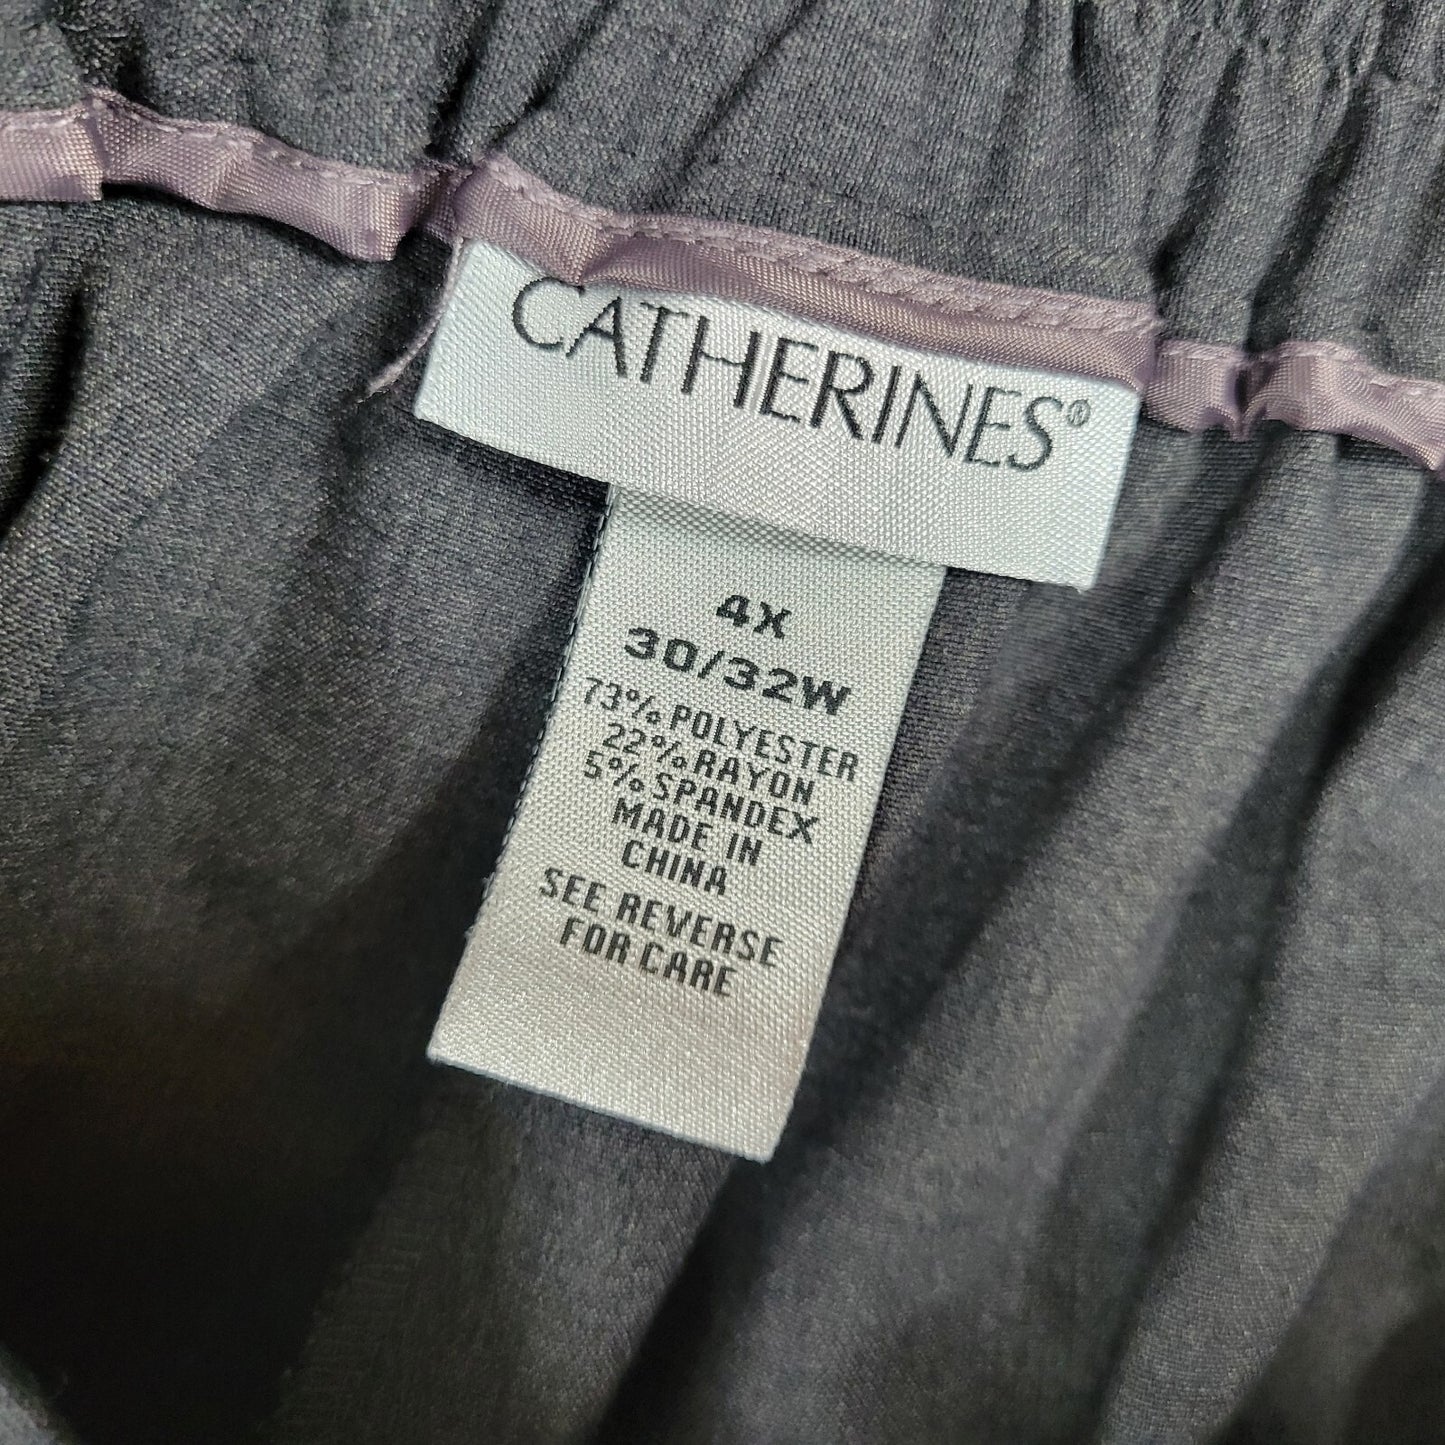 CATHERINES®
4X
30/32W
73% POLYESTER
22% RAYON
5% SPANDEX
MADE IN
CHINA
SEE REVERSE
FOR CARE